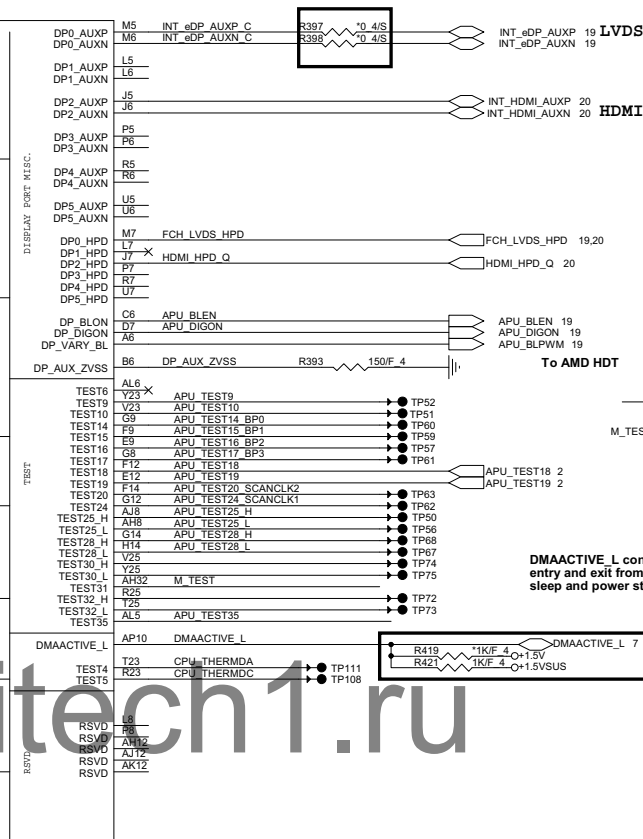 DP0_AUXP M5 INT_eDP_AUXP_C R397 *0_4/S INT_eDP_AUXP 19 LVDS
DP0_AUXN M6 INT_eDP_AUXN_C R398 *0_4/S INT_eDP_AUXN 19
DP1_AUXP L5
DP1_AUXN L6
DP2_AUXP J5 INT_HDMI_AUXP 20
DP2_AUXN J6 INT_HDMI_AUXN 20 HDMI
DP3_AUXP P5
DP3_AUXN P6
DP4_AUXP R5
DP4_AUXN R6
DP5_AUXP U5
DP5_AUXN U6
DISPLAY PORT MISC.
DP0_HPD M7 FCH_LVDS_HPD FCH_LVDS_HPD 19,20
DP1_HPD L7
DP2_HPD J7 HDMI_HPD_Q HDMI_HPD_Q 20
DP3_HPD P7
DP4_HPD R7
DP5_HPD U7
DP_BLON C6 APU_BLEN APU_BLEN 19
DP_DIGON D7 APU_DIGON APU_DIGON 19
DP_VARY_BL A6 APU_BLPWM 19
DP_AUX_ZVSS B6 DP_AUX_ZVSS R393 150/F_4
To AMD HDT
TEST6 AL6
TEST9 Y23 APU_TEST9 TP52
TEST10 V23 APU_TEST10 TP51
TEST14 G9 APU_TEST14_BP0 TP60
TEST15 F9 APU_TEST15_BP1 TP59
TEST16 E9 APU_TEST16_BP2 TP57
TEST17 G8 APU_TEST17_BP3 TP61
M_TES
TEST
TEST18 F12 APU_TEST18 APU_TEST18 2
TEST19 E12 APU_TEST19 APU_TEST19 2
TEST20 F14 APU_TEST20_SCANCLK2 TP63
TEST24 G12 APU_TEST24_SCANCLK1 TP62
TEST25_H AJ8 APU_TEST25_H TP50
TEST25_L AH8 APU_TEST25_L TP56
TEST28_H G14 APU_TEST28_H TP68
TEST28_L H14 APU_TEST28_L TP67
TEST30_H V25 TP74
TEST30_L Y25 TP75
TEST31 AH32 M_TEST
TEST32_H R25 TP72
TEST32_L T25 TP73
TEST35 AL5 APU_TEST35
DMAACTIVE_L con
entry and exit from
sleep and power st
DMAACTIVE_L AP10 DMAACTIVE_L DMAACTIVE_L 7
R419 *1K/F_4 +1.5V
R421 1K/F_4 +1.5VSUS
TEST4 T23 CPU_THERMDA TP111
TEST5 R23 CPU_THERMDC TP108
itech1.ru
RSVD
RSVD L8
RSVD P8
RSVD AH12
RSVD AJ12
RSVD AK12